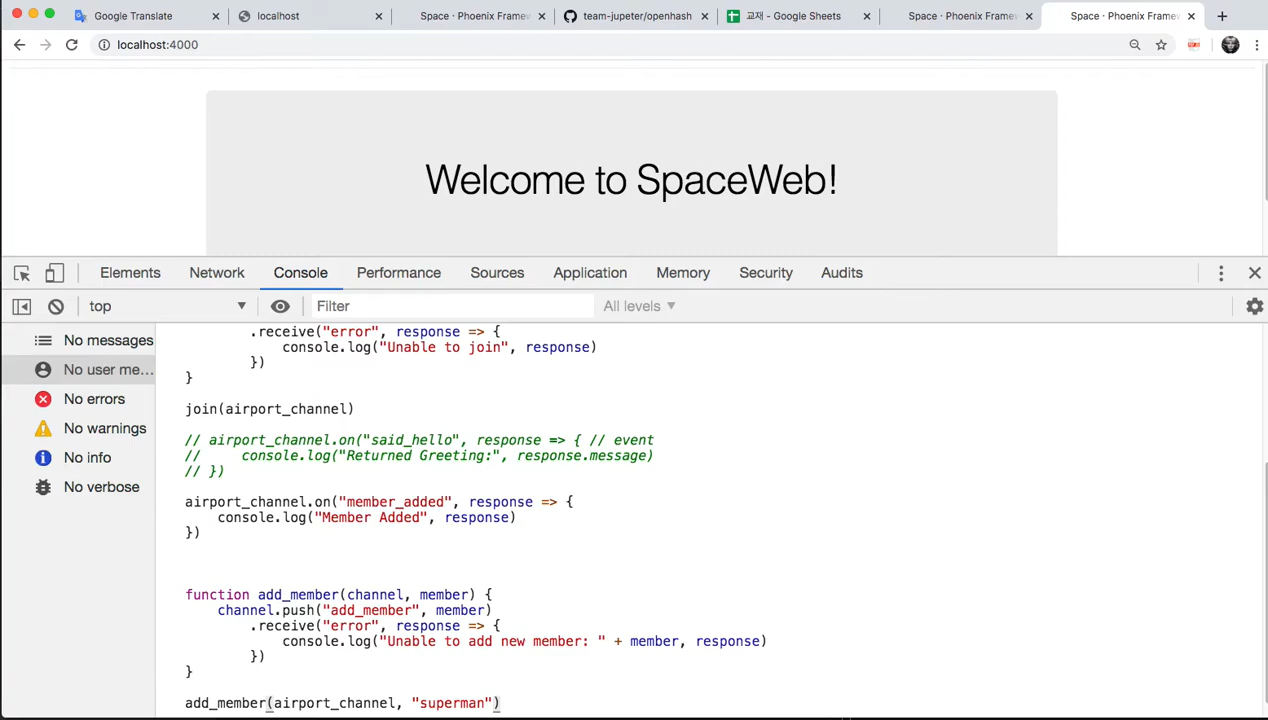 Google Translate
localhost
Space · Phoenix Framew
team-jupeter/openhash
교재 - Google Sheets
Space · Phoenix Framew
Space · Phoenix Framew
localhost:4000
Welcome to SpaceWeb!
Elements Network Console Performance Sources Application Memory Security Audits
top Filter All levels
No messages
No user me...
No errors
No warnings
No info
No verbose
.receive("error", response => {
console.log("Unable to join", response)
})
}
join(airport_channel)
// airport_channel.on("said_hello", response => { // event
// console.log("Returned Greeting:", response.message)
// })
airport_channel.on("member_added", response => {
console.log("Member Added", response)
})
function add_member(channel, member) {
channel.push("add_member", member)
.receive("error", response => {
console.log("Unable to add new member: " + member, response)
})
}
add_member(airport_channel, "superman")